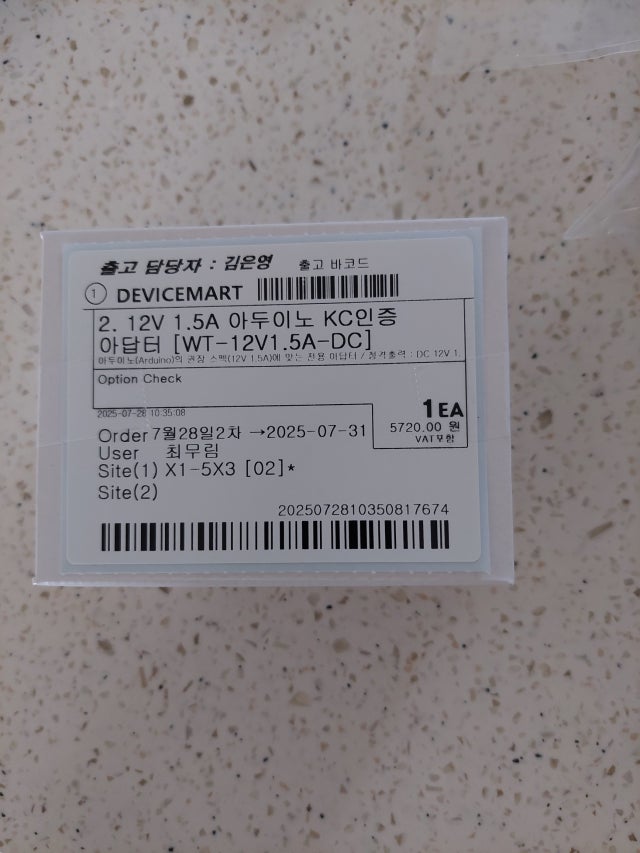 출고 담당자 : 김은영 출고 바코드
1 DEVICEMART
2. 12V 1.5A 아두이노 KC인증
아답터 [WT-12V1.5A-DC]
아두이노(Arduino)의 권장 스펙(12V 1.5A)에 맞는 전용 아답터 / 정격출력 : DC 12V 1.
Option Check
2025-07-28 10:35:08
1 EA
5720.00 원
VAT포함
Order 7월28일2차 →2025-07-31
User 최무림
Site(1) X1-5X3 [02]*
Site(2)
2025072810350817674